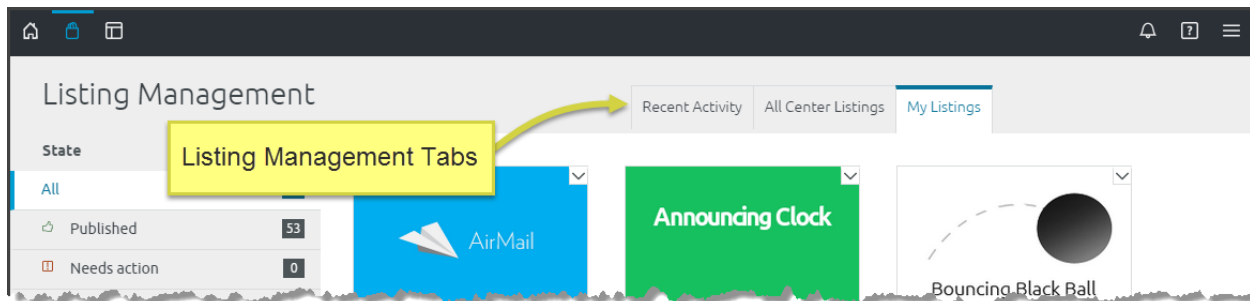 Listing Management
Recent Activity
All Center Listings
My Listings
Listing Management Tabs
State
All
Published 53
Needs action 0
AirMail
Announcing Clock
Bouncing Black Ball